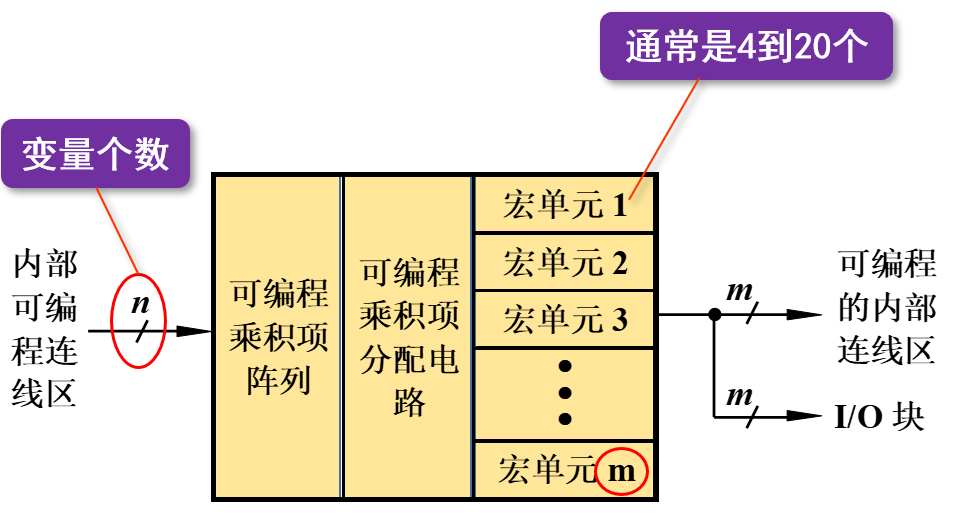 通常是4到20个
变量个数
内部
可编
程连
线区
n
可编程
乘积项
阵列
可编程
乘积项
分配电
路
宏单元 1
宏单元 2
宏单元 3
宏单元 m
m
可编程
的内部
连线区
m
I/O 块